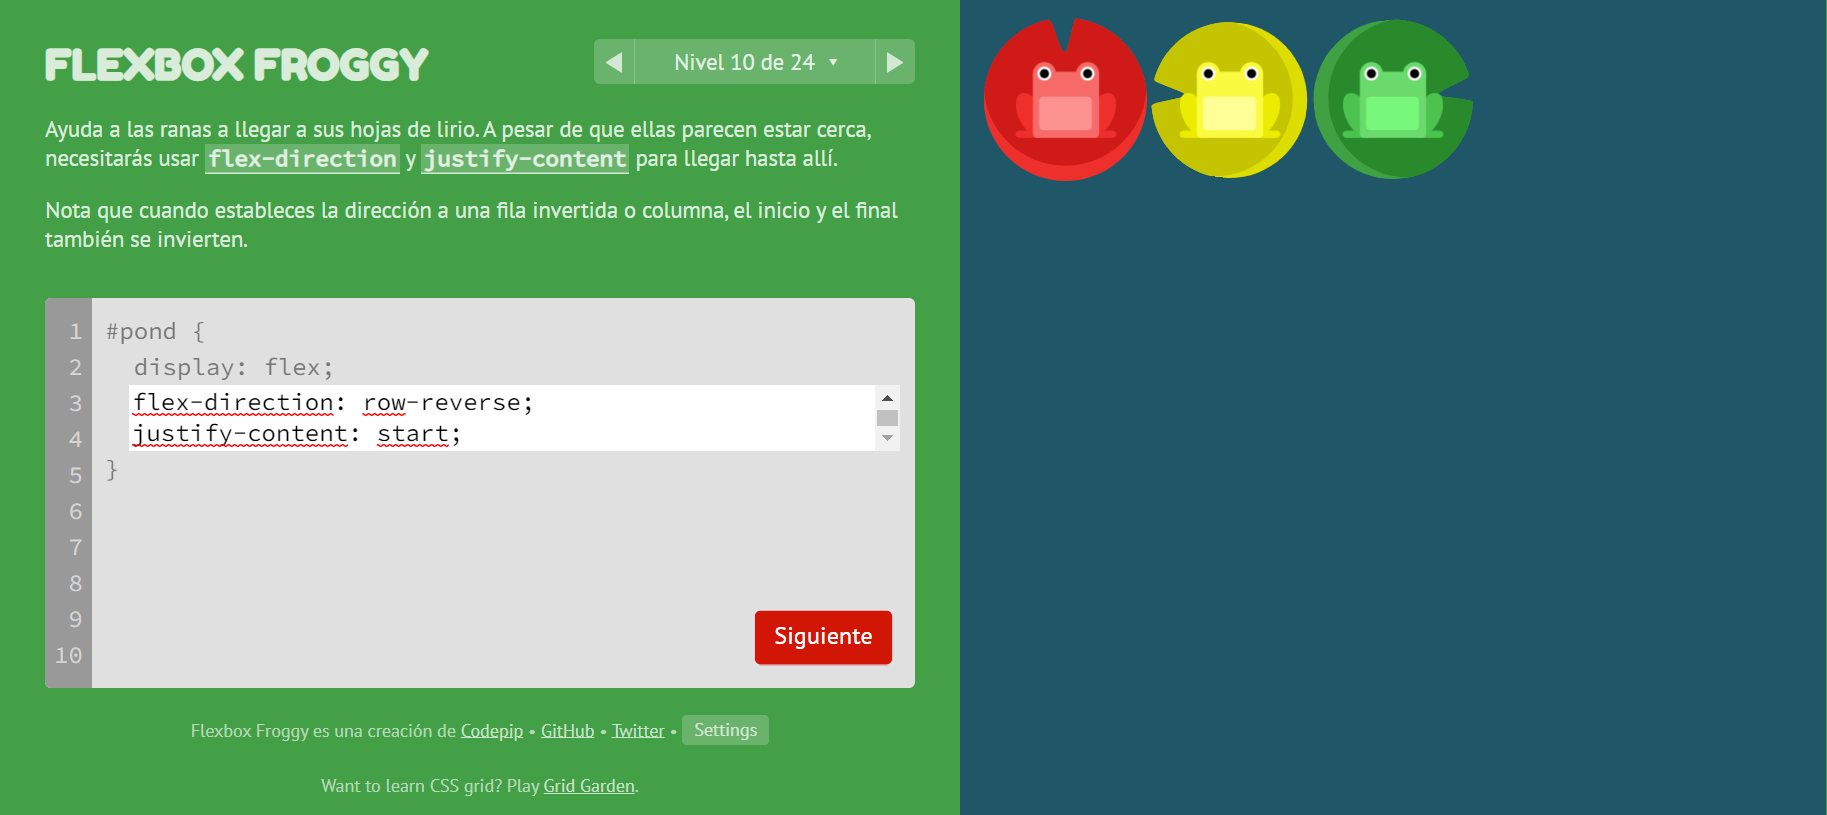 FLEXBOX FROGGY
Nivel 10 de 24
Ayuda a las ranas a llegar a sus hojas de lirio. A pesar de que ellas parecen estar cerca,
necesitarás usar flex-direction y justify-content para llegar hasta allí.
Nota que cuando estableces la dirección a una fila invertida o columna, el inicio y el final
también se invierten.
1 #pond {
2 display: flex;
3 flex-direction: row-reverse;
4 justify-content: start;
5 }
6
7
8
9
10
Siguiente
Flexbox Froggy es una creación de Codepip • GitHub • Twitter • Settings
Want to learn CSS grid? Play Grid Garden.